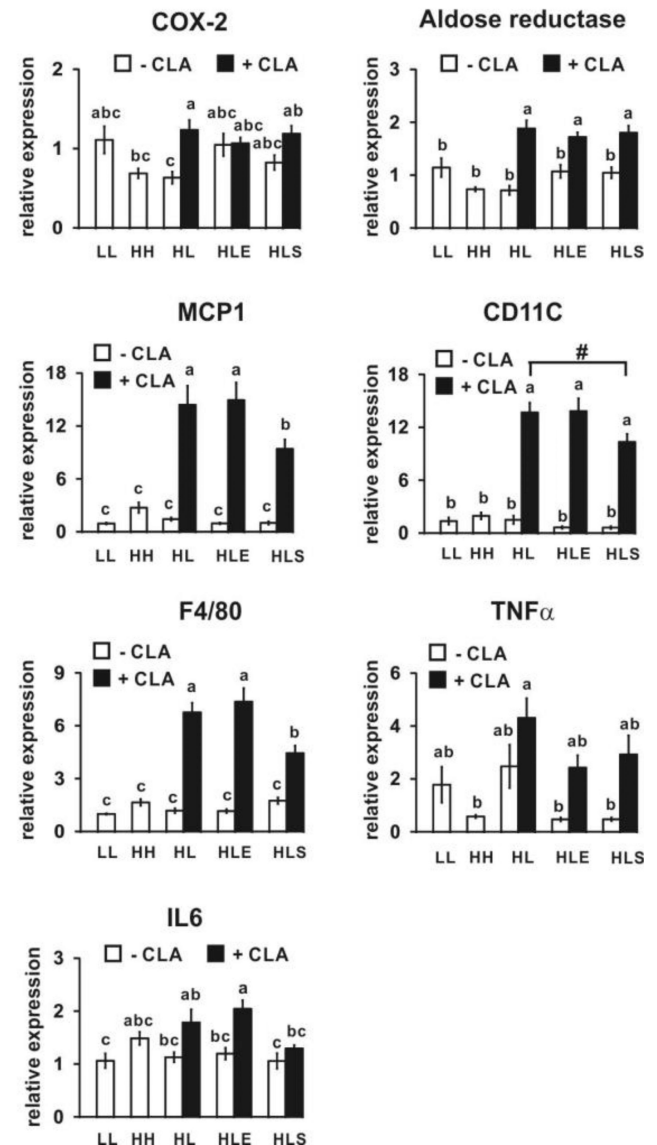 COX-2
- CLA + CLA
relative expression
2
1
0
abc
bc
c
a
abc
abc
abc
ab
LL HH HL HLE HLS
Aldose reductase
- CLA + CLA
relative expression
3
2
1
0
b
b
b
a
b
a
b
a
LL HH HL HLE HLS
MCP1
- CLA
+ CLA
relative expression
18
12
6
0
c
c
c
a
c
a
c
b
LL HH HL HLE HLS
CD11C
- CLA
+ CLA
#
relative expression
18
12
6
0
b
b
b
a
b
a
b
a
LL HH HL HLE HLS
F4/80
- CLA
+ CLA
relative expression
9
6
3
0
c
c
c
a
c
a
c
b
LL HH HL HLE HLS
TNFα
- CLA
+ CLA
relative expression
6
4
2
0
ab
b
ab
a
b
ab
b
ab
LL HH HL HLE HLS
IL6
- CLA + CLA
relative expression
3
2
1
0
c
abc
bc
ab
bc
a
c
bc
LL HH HL HLE HLS